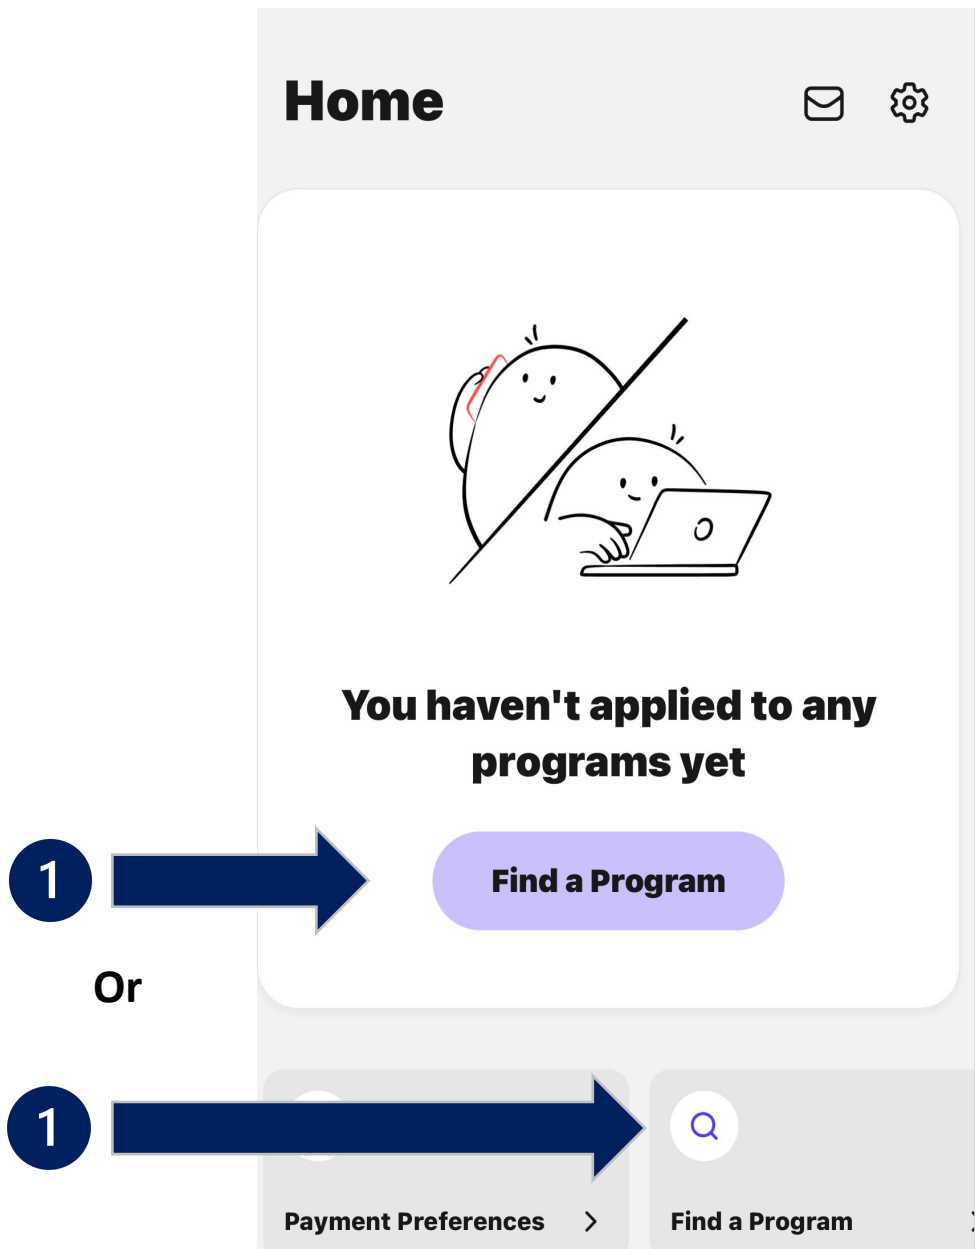 Home
You haven't applied to any
programs yet
1
Find a Program
Or
1
Payment Preferences
Find a Program